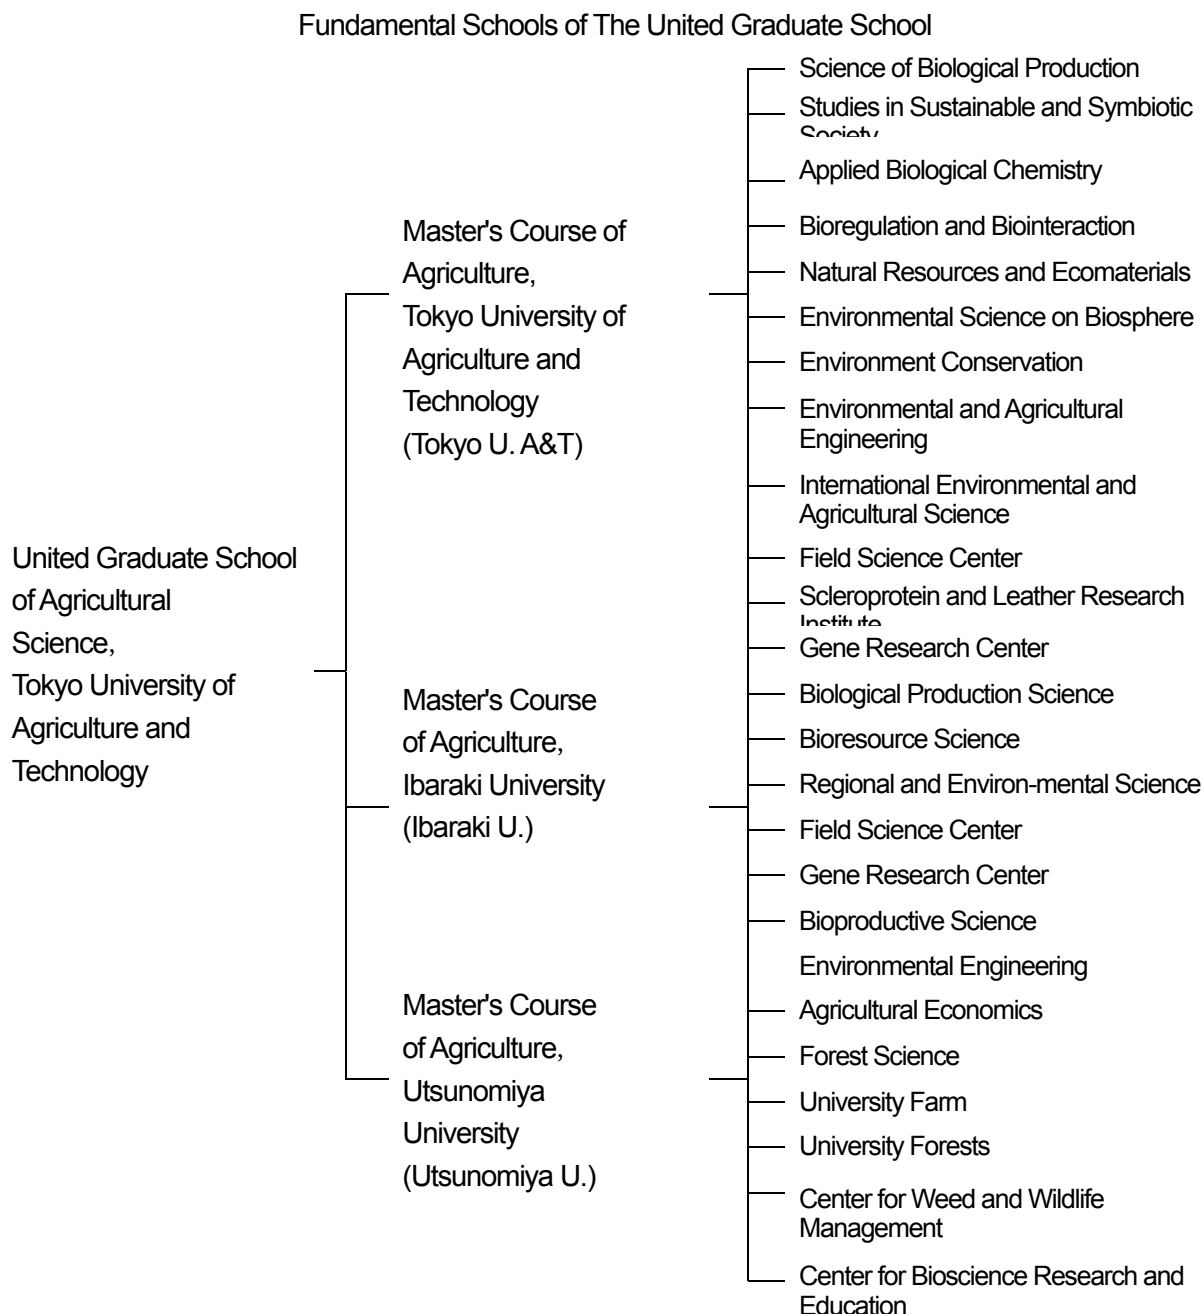 Fundamental Schools of The United Graduate School
United Graduate School
of Agricultural
Science,
Tokyo University of
Agriculture and
Technology
Master's Course of
Agriculture,
Tokyo University of
Agriculture and
Technology
(Tokyo U. A&T)
Master's Course
of Agriculture,
Ibaraki University
(Ibaraki U.)
Master's Course
of Agriculture,
Utsunomiya
University
(Utsunomiya U.)
Science of Biological Production
Studies in Sustainable and Symbiotic
Society
Applied Biological Chemistry
Bioregulation and Biointeraction
Natural Resources and Ecomaterials
Environmental Science on Biosphere
Environment Conservation
Environmental and Agricultural
Engineering
International Environmental and
Agricultural Science
Field Science Center
Scleroprotein and Leather Research
Institute
Gene Research Center
Biological Production Science
Bioresource Science
Regional and Environ-mental Science
Field Science Center
Gene Research Center
Bioproductive Science
Environmental Engineering
Agricultural Economics
Forest Science
University Farm
University Forests
Center for Weed and Wildlife
Management
Center for Bioscience Research and
Education